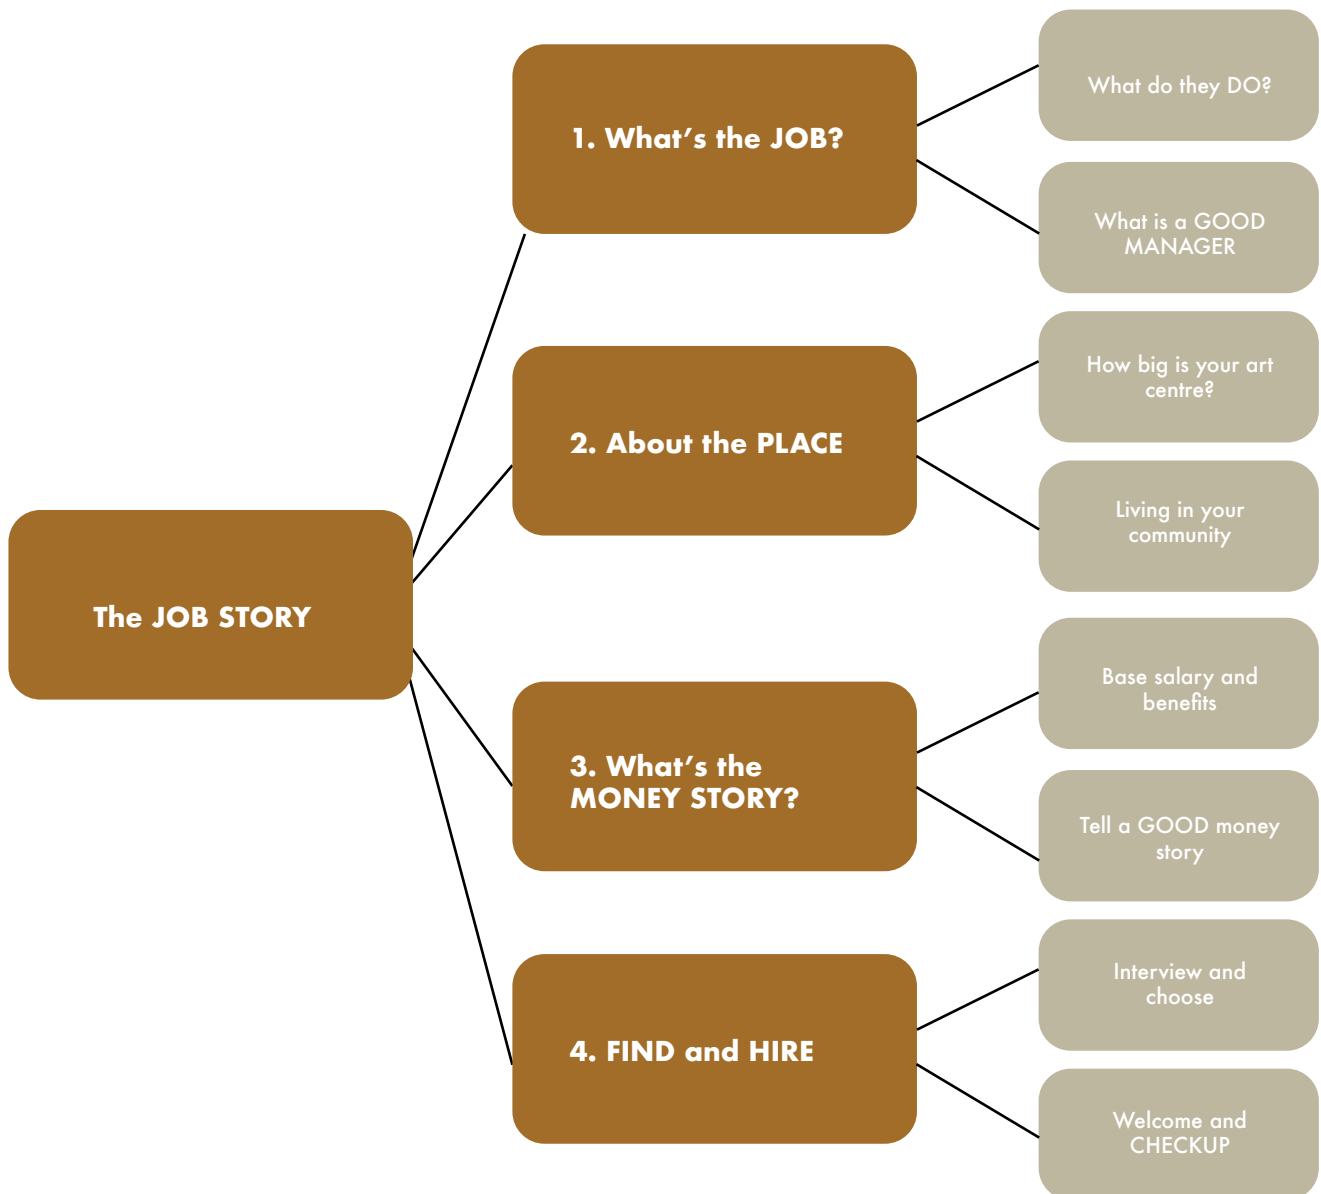 The JOB STORY
1. What's the JOB?
What do they DO?
What is a GOOD
MANAGER
2. About the PLACE
How big is your art
centre?
Living in your
community
3. What's the
MONEY STORY?
Base salary and
benefits
Tell a GOOD money
story
4. FIND and HIRE
Interview and
choose
Welcome and
CHECKUP